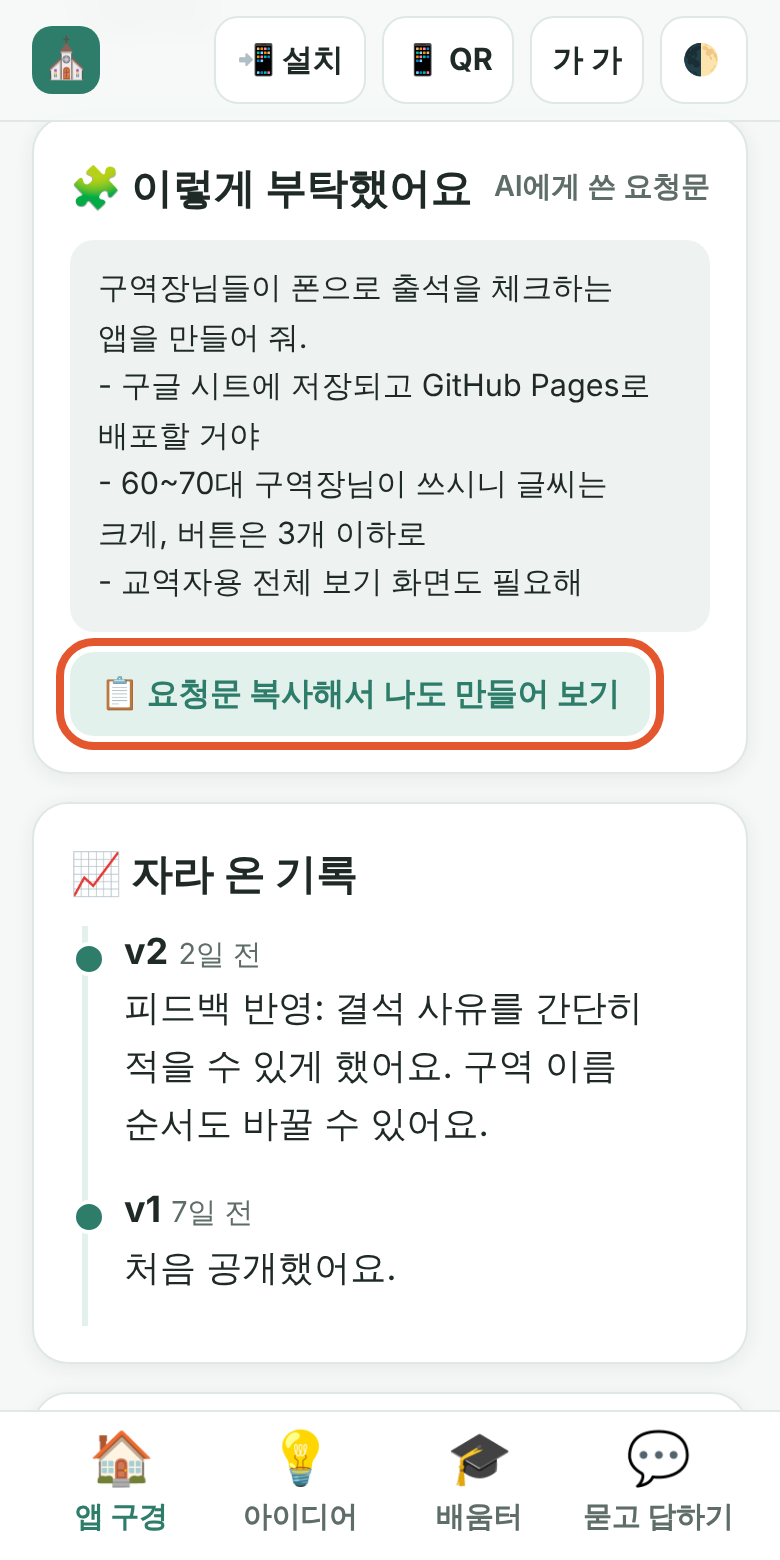 설치
QR
가 가
이렇게 부탁했어요 AI에게 쓴 요청문
구역장님들이 폰으로 출석을 체크하는
앱을 만들어 줘.
- 구글 시트에 저장되고 GitHub Pages로
배포할 거야
- 60~70대 구역장님이 쓰시니 글씨는
크게, 버튼은 3개 이하로
- 교역자용 전체 보기 화면도 필요해
요청문 복사해서 나도 만들어 보기
자라 온 기록
v2 2일 전
피드백 반영: 결석 사유를 간단히
적을 수 있게 했어요. 구역 이름
순서도 바꿀 수 있어요.
v1 7일 전
처음 공개했어요.
앱 구경
아이디어
배움터
묻고 답하기